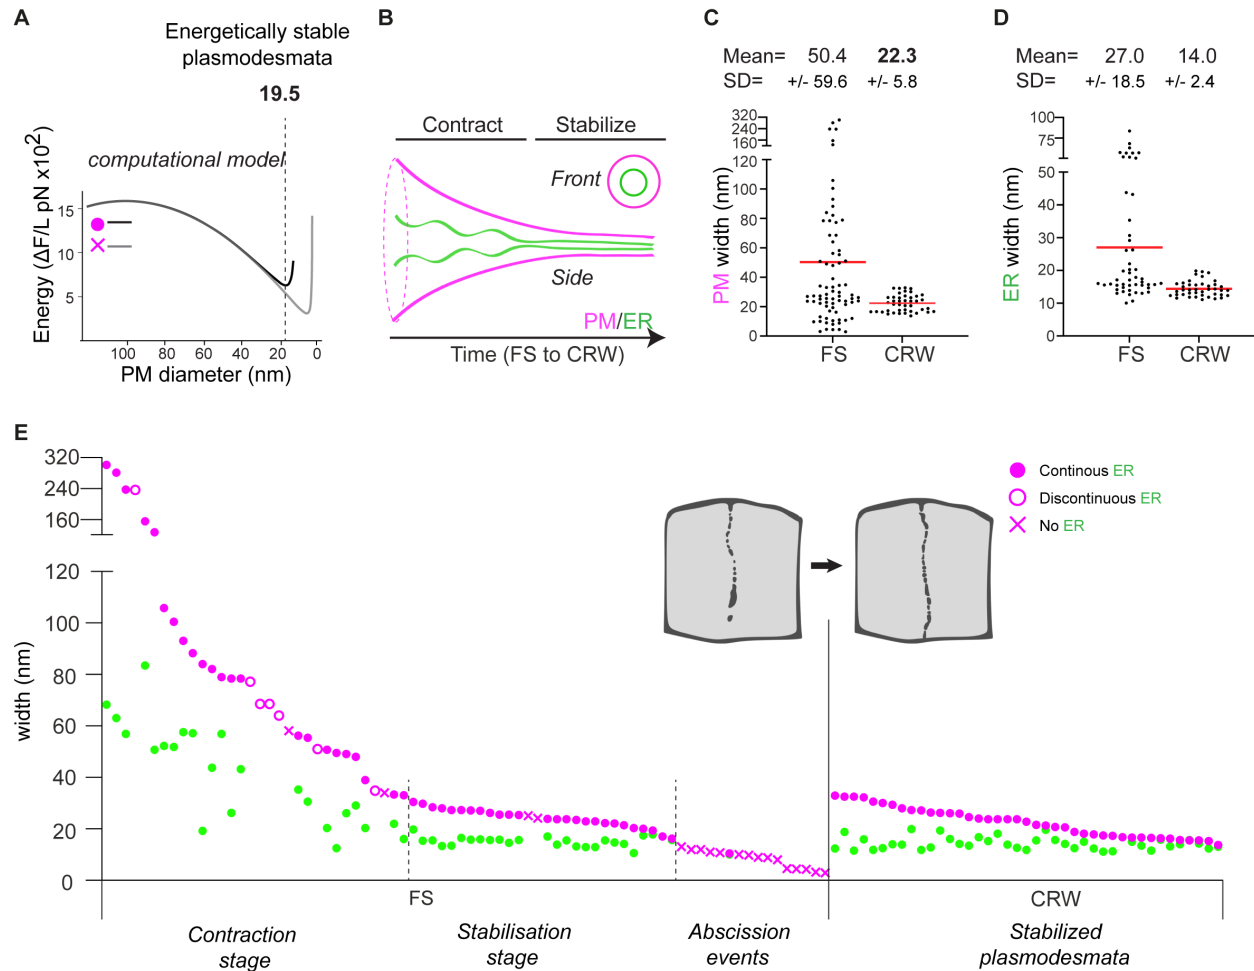 A
Energetically stable
plasmodesmata
19.5
computational model
Energy (ΔF/L pN x10²)
15
10
5
100
80
60
40
20
0
PM diameter (nm)
B
Contract
Stabilize
Front
Side
PM/ER
Time (FS to CRW)
C
Mean= 50.4 22.3
SD= +/- 59.6 +/- 5.8
PM width (nm)
320
240
160
120
100
80
60
40
20
0
FS CRW
D
Mean= 27.0 14.0
SD= +/- 18.5 +/- 2.4
ER width (nm)
100
75
50
40
30
20
10
0
FS CRW
E
width (nm)
320
240
160
120
100
80
60
40
20
0
Continous ER
Discontinuous ER
No ER
FS
CRW
Contraction
stage
Stabilisation
stage
Abscission
events
Stabilized
plasmodesmata